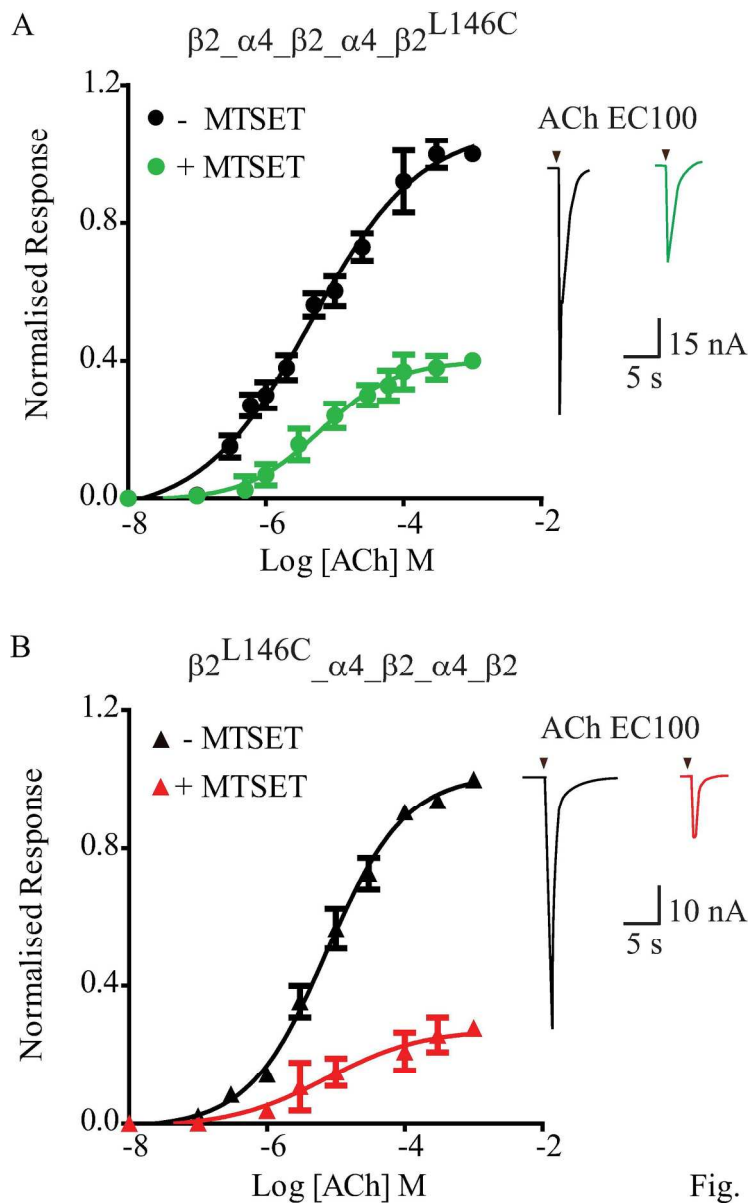 A
β2_α4_β2_α4_β2^L146C
1.2
0.8
0.4
0.0
Normalised Response
- MTSET
+ MTSET
ACh EC100
15 nA
5 s
-8
-6
-4
-2
Log [ACh] M
B
β2^L146C_α4_β2_α4_β2
1.2
0.8
0.4
0.0
Normalised Response
- MTSET
+ MTSET
ACh EC100
10 nA
5 s
-8
-6
-4
-2
Log [ACh] M
Fig.